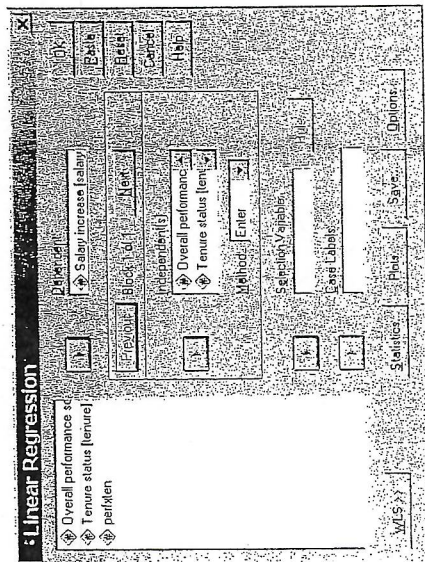 Linear Regression
Overall performance sc
Tenure status [tenure]
perfxten
Dependent:
Salary increase [salary
Previous
Block 1 of 1
Next
Independent(s):
Overall performanc
Tenure status [ten
Method:
Enter
Selection Variable:
Case Labels:
WLS >>
Statistics...
Plots...
Save...
Options...
OK
Paste
Reset
Cancel
Help